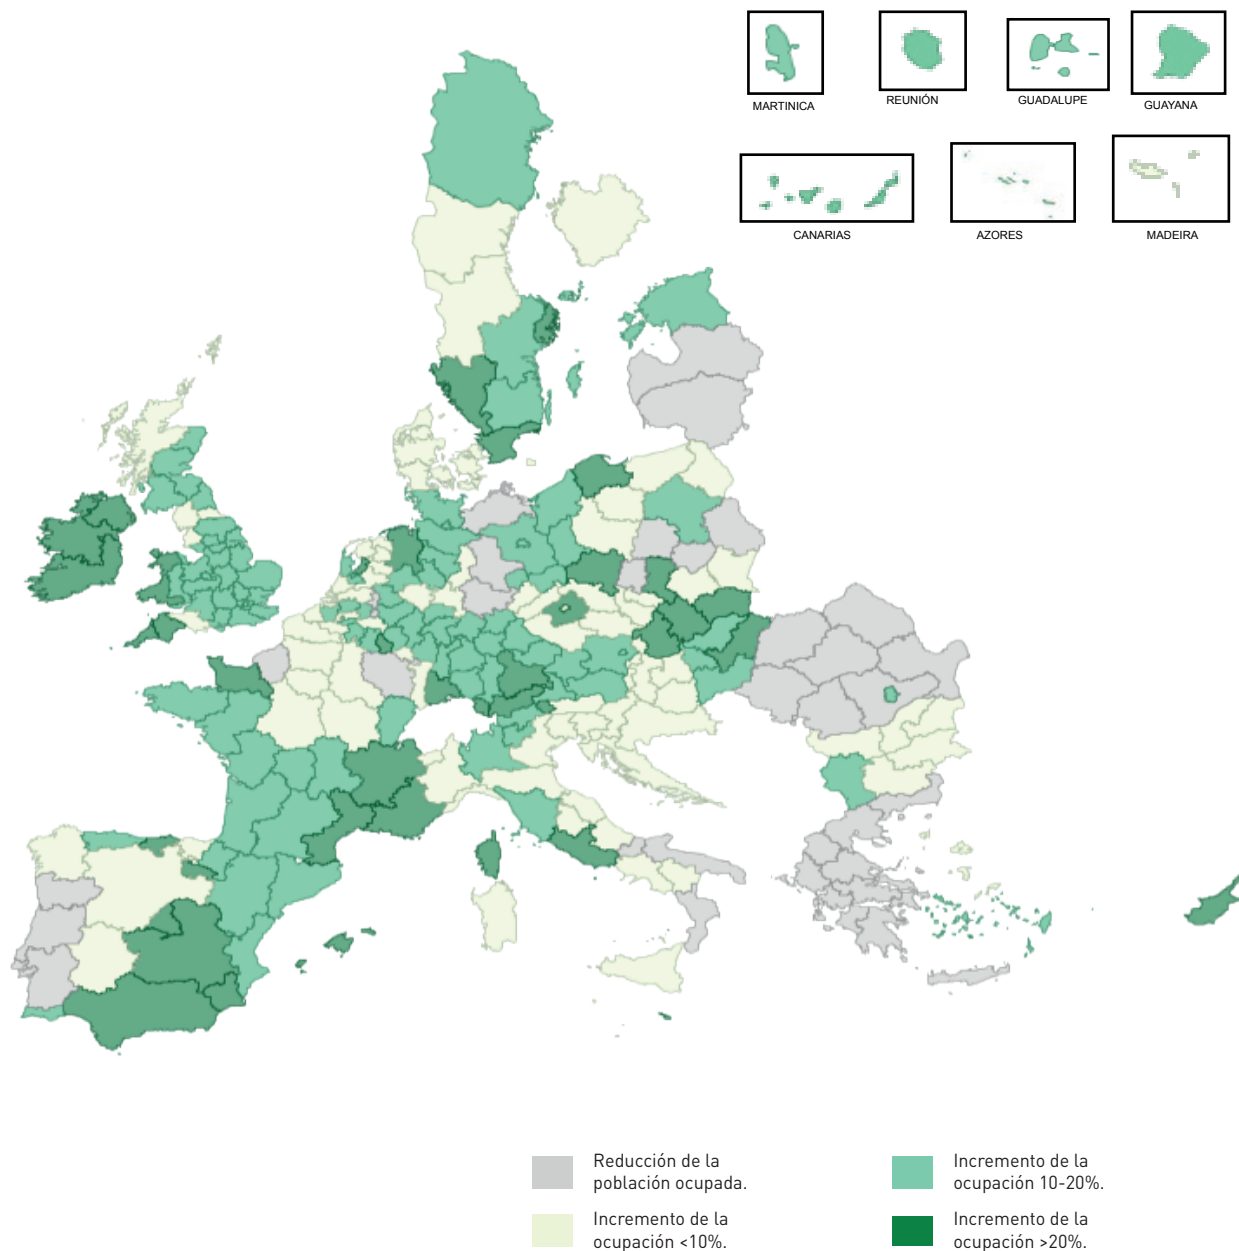 MARTINICA
REUNIÓN
GUADALUPE
GUAYANA
CANARIAS
AZORES
MADEIRA
Reducción de la
población ocupada.
Incremento de la
ocupación <10%.
Incremento de la
ocupación 10-20%.
Incremento de la
ocupación >20%.